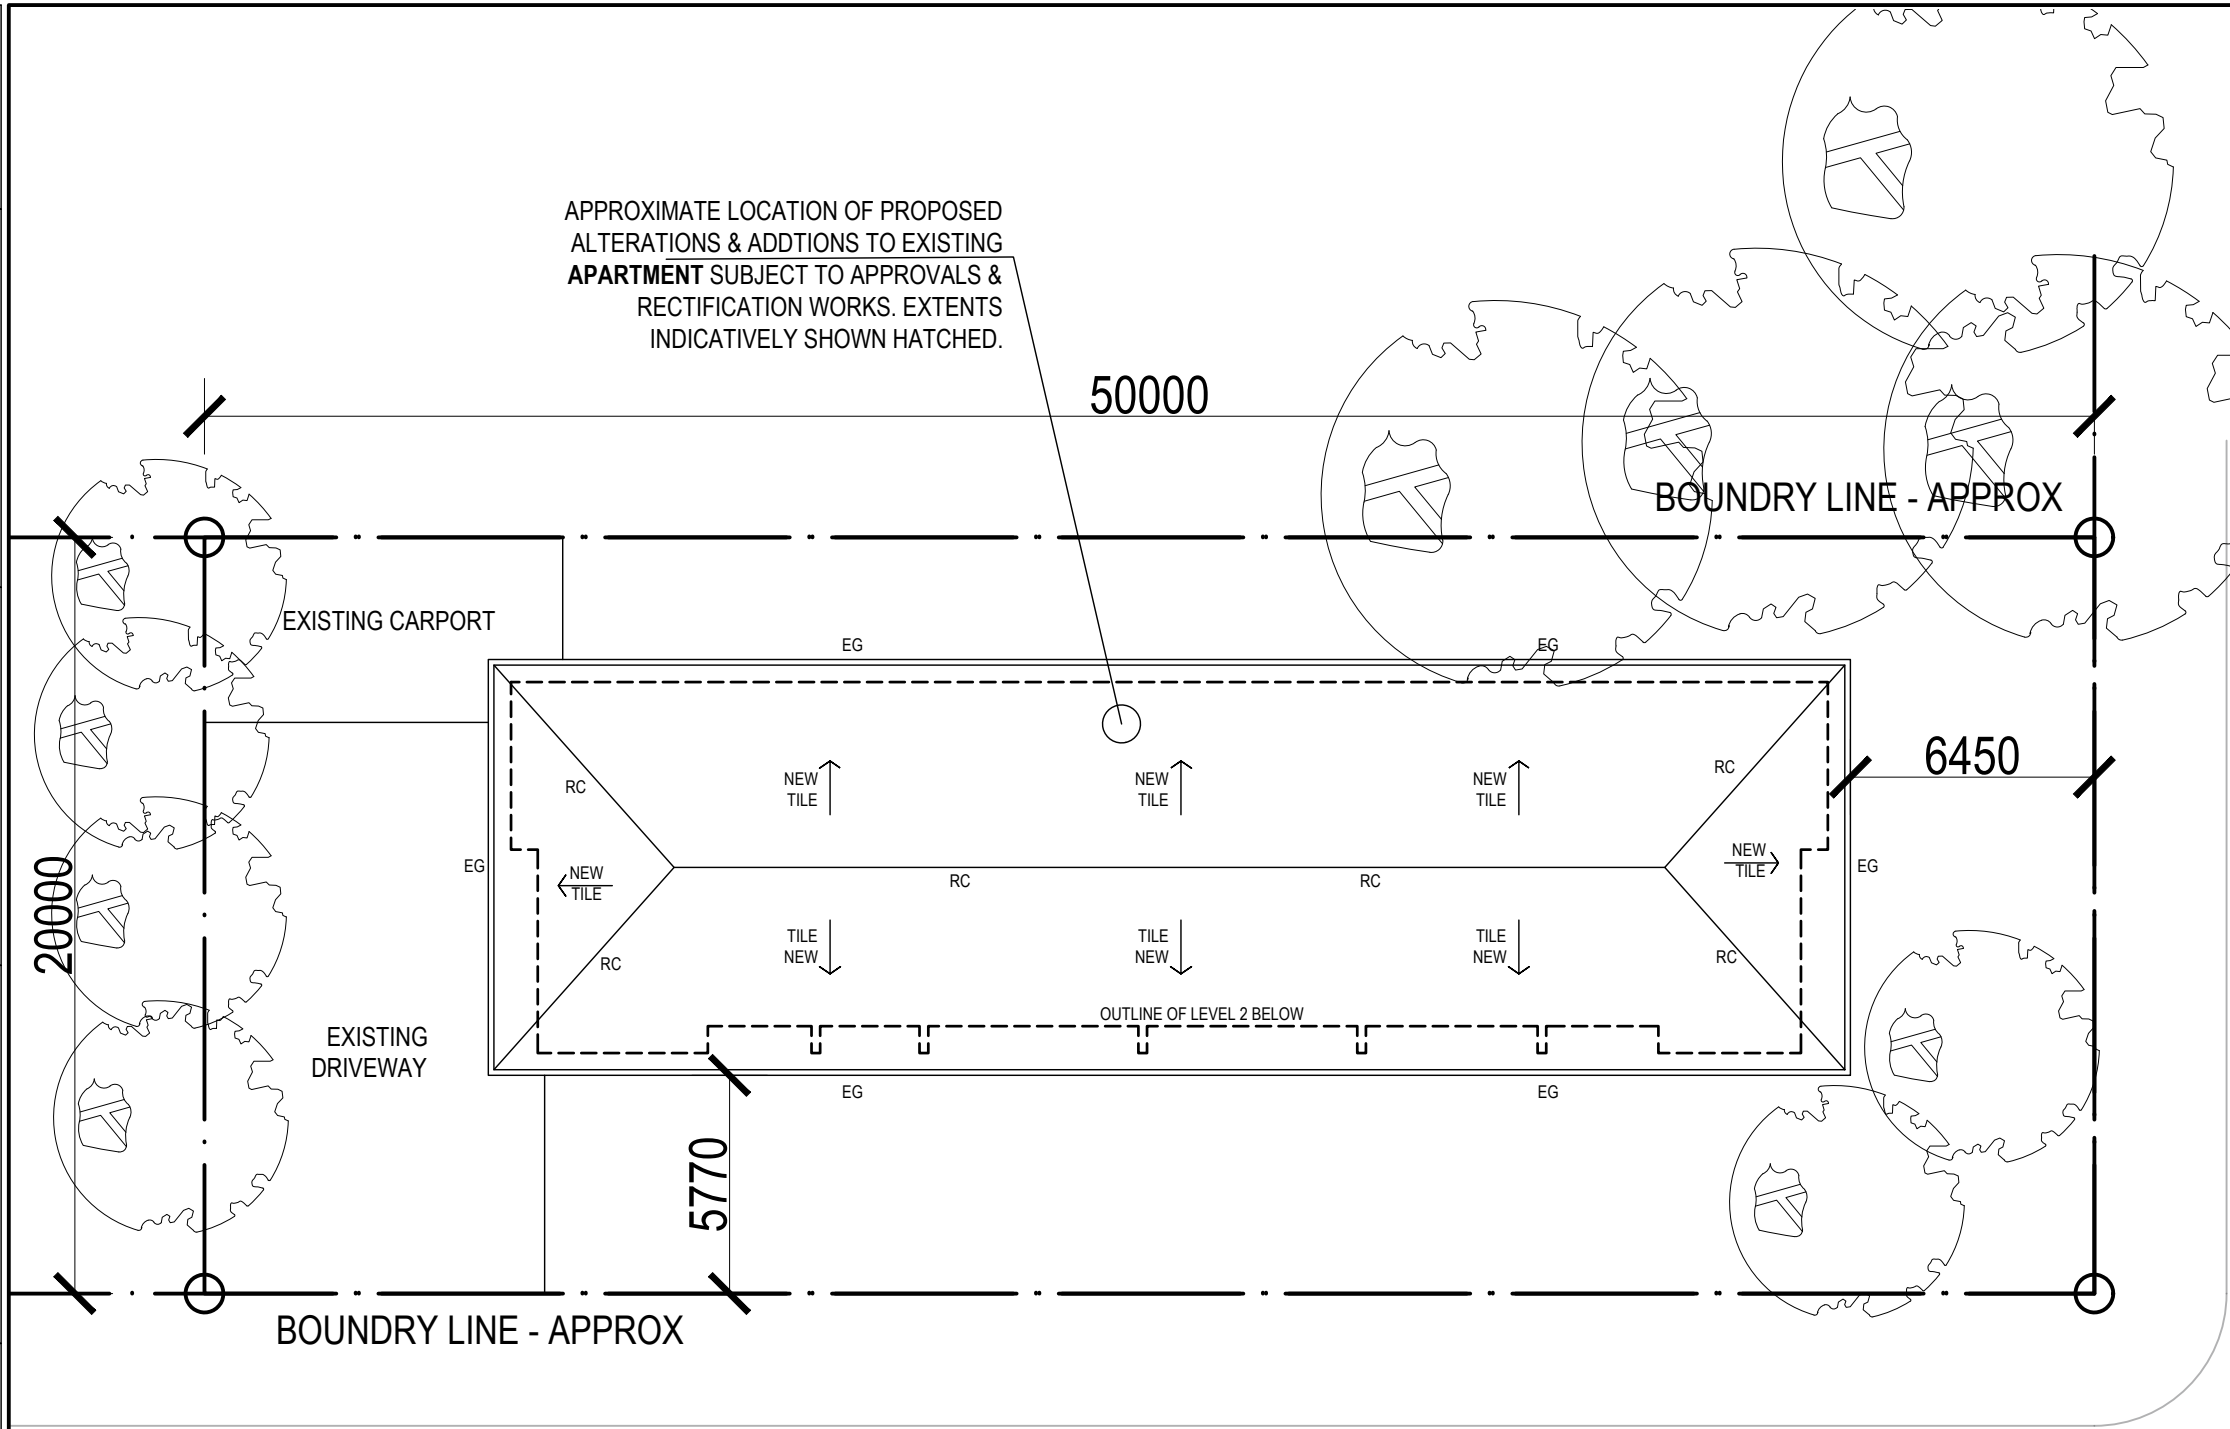 APPROXIMATE LOCATION OF PROPOSED
ALTERATIONS & ADDTIONS TO EXISTING
APARTMENT SUBJECT TO APPROVALS &
RECTIFICATION WORKS. EXTENTS
INDICATIVELY SHOWN HATCHED.
50000
BOUNDRY LINE - APPROX
EXISTING CARPORT
EG
EG
6450
RC
NEW
TILE
NEW
TILE
NEW
TILE
RC
20000
EG
NEW
TILE
RC
RC
NEW
TILE
EG
RC
TILE
NEW
TILE
NEW
TILE
NEW
RC
OUTLINE OF LEVEL 2 BELOW
EXISTING
DRIVEWAY
EG
EG
5770
BOUNDRY LINE - APPROX